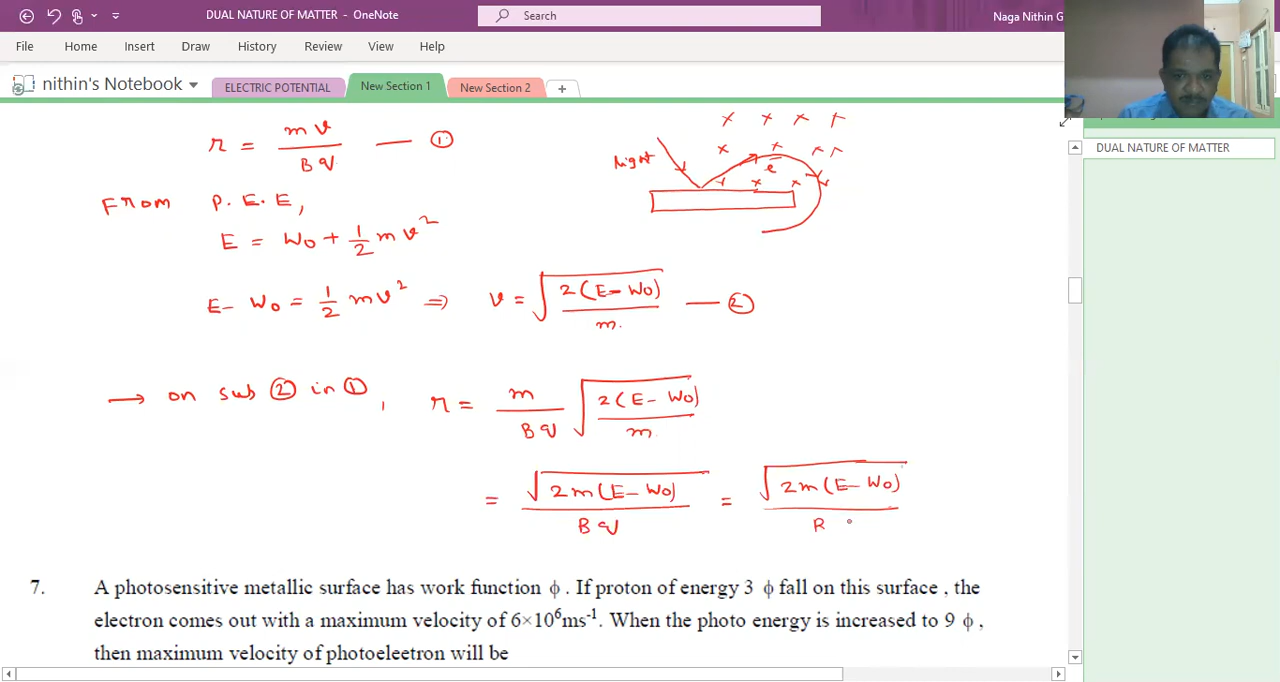 DUAL NATURE OF MATTER - OneNote
Search
Naga Nithin G
File Home Insert Draw History Review View Help
nithin's Notebook ELECTRIC POTENTIAL New Section 1 New Section 2 +
DUAL NATURE OF MATTER
r = mv / Bq — ①
light
e
From P.E.E,
E = W0 + 1/2 mv²
E - W0 = 1/2 mv² ⇒ v = √(2(E-W0)/m) — ②
→ on sub ② in ①, r = m/Bq √(2(E-W0)/m)
= √(2m(E-W0)) / Bq = √(2m(E-W0)) / B
7. A photosensitive metallic surface has work function ϕ . If proton of energy 3 ϕ fall on this surface , the
electron comes out with a maximum velocity of 6×10⁶ms⁻¹. When the photo energy is increased to 9 ϕ ,
then maximum velocity of photoeletron will be